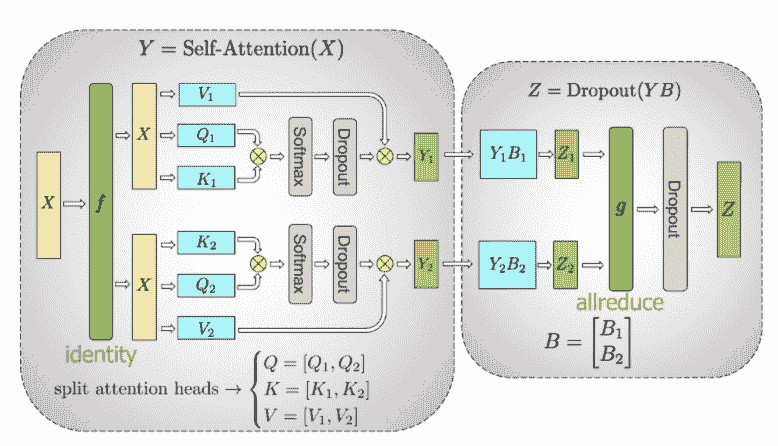 Y = Self-Attention(X)
X
f
identity
X
V₁
Q₁
K₁
⊗
Softmax
Dropout
⊗
Y₁
X
K₂
Q₂
V₂
⊗
Softmax
Dropout
⊗
Y₂
split attention heads → { Q = [Q₁, Q₂]
K = [K₁, K₂]
V = [V₁, V₂]
Z = Dropout(YB)
Y₁B₁
Z₁
Y₂B₂
Z₂
g
allreduce
Dropout
Z
B = [B₁
B₂]